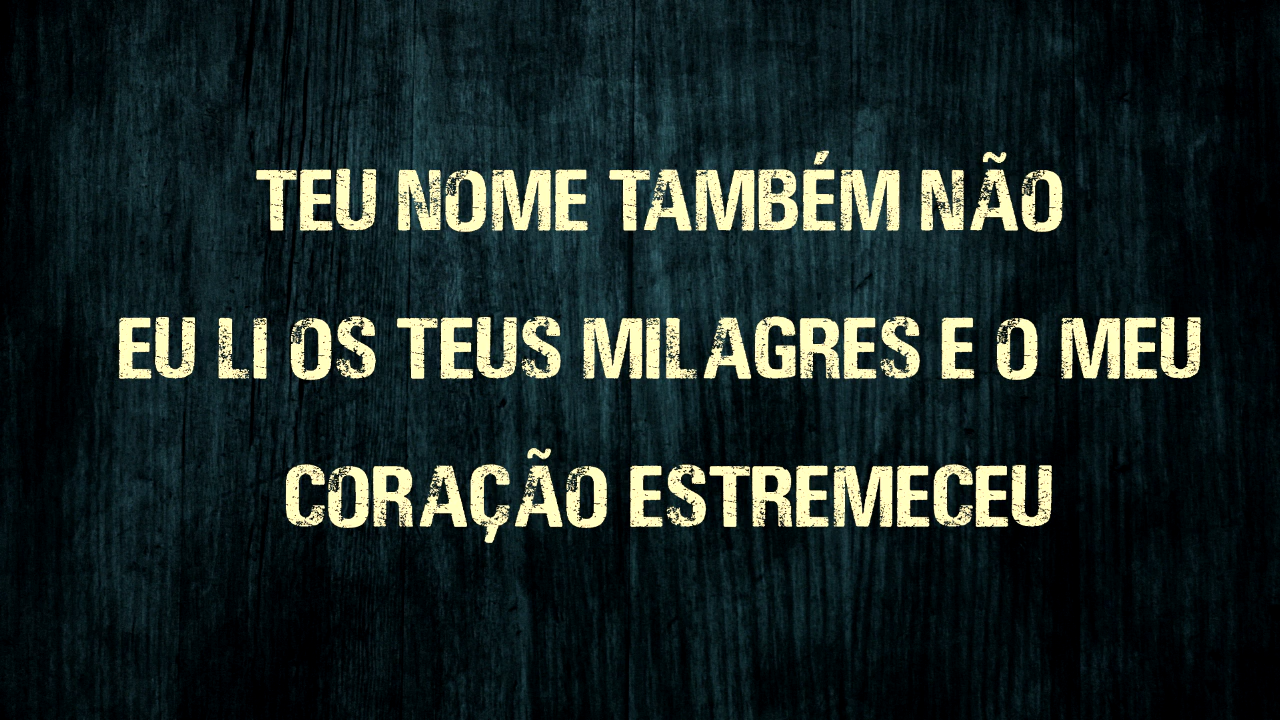 TEU NOME TAMBÉM NÃO
EU LI OS TEUS MILAGRES E O MEU
CORAÇÃO ESTREMECEU